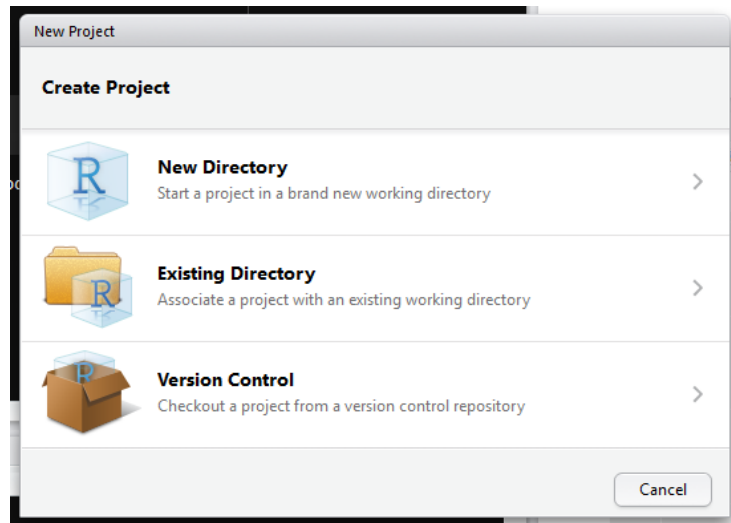 New Project
Create Project
New Directory
Start a project in a brand new working directory
Existing Directory
Associate a project with an existing working directory
Version Control
Checkout a project from a version control repository
Cancel